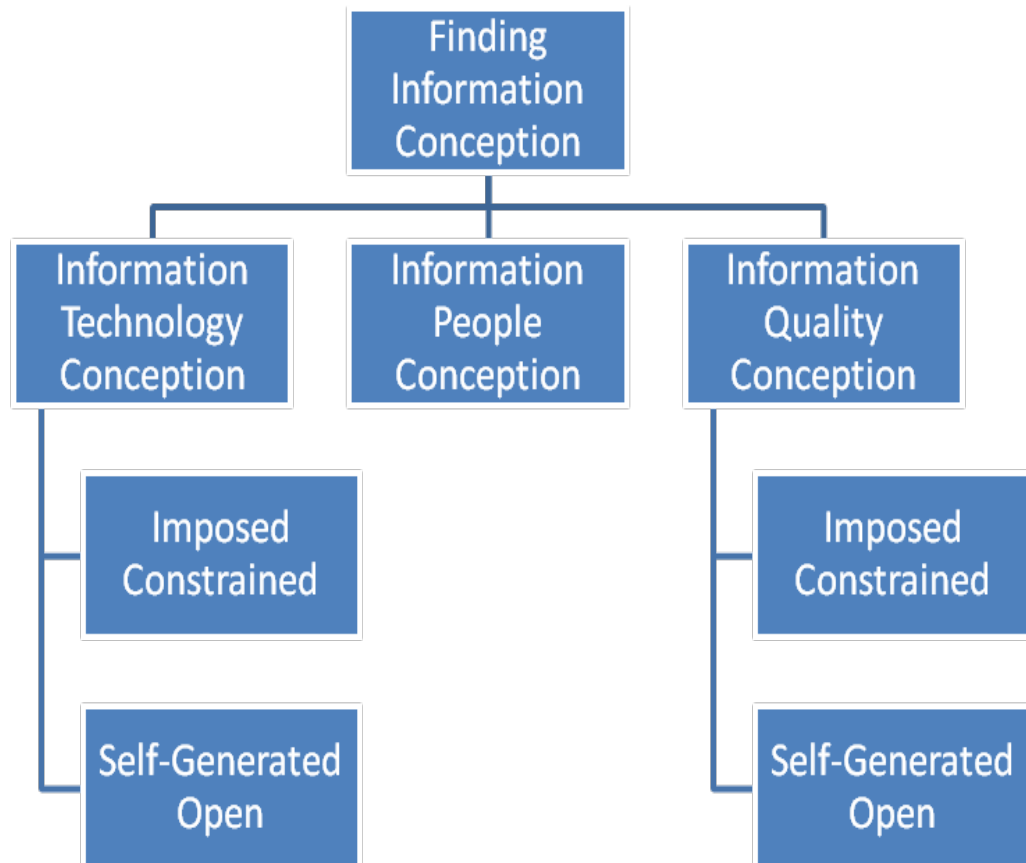 Finding
Information
Conception
Information
Technology
Conception
Information
People
Conception
Information
Quality
Conception
Imposed
Constrained
Self-Generated
Open
Imposed
Constrained
Self-Generated
Open